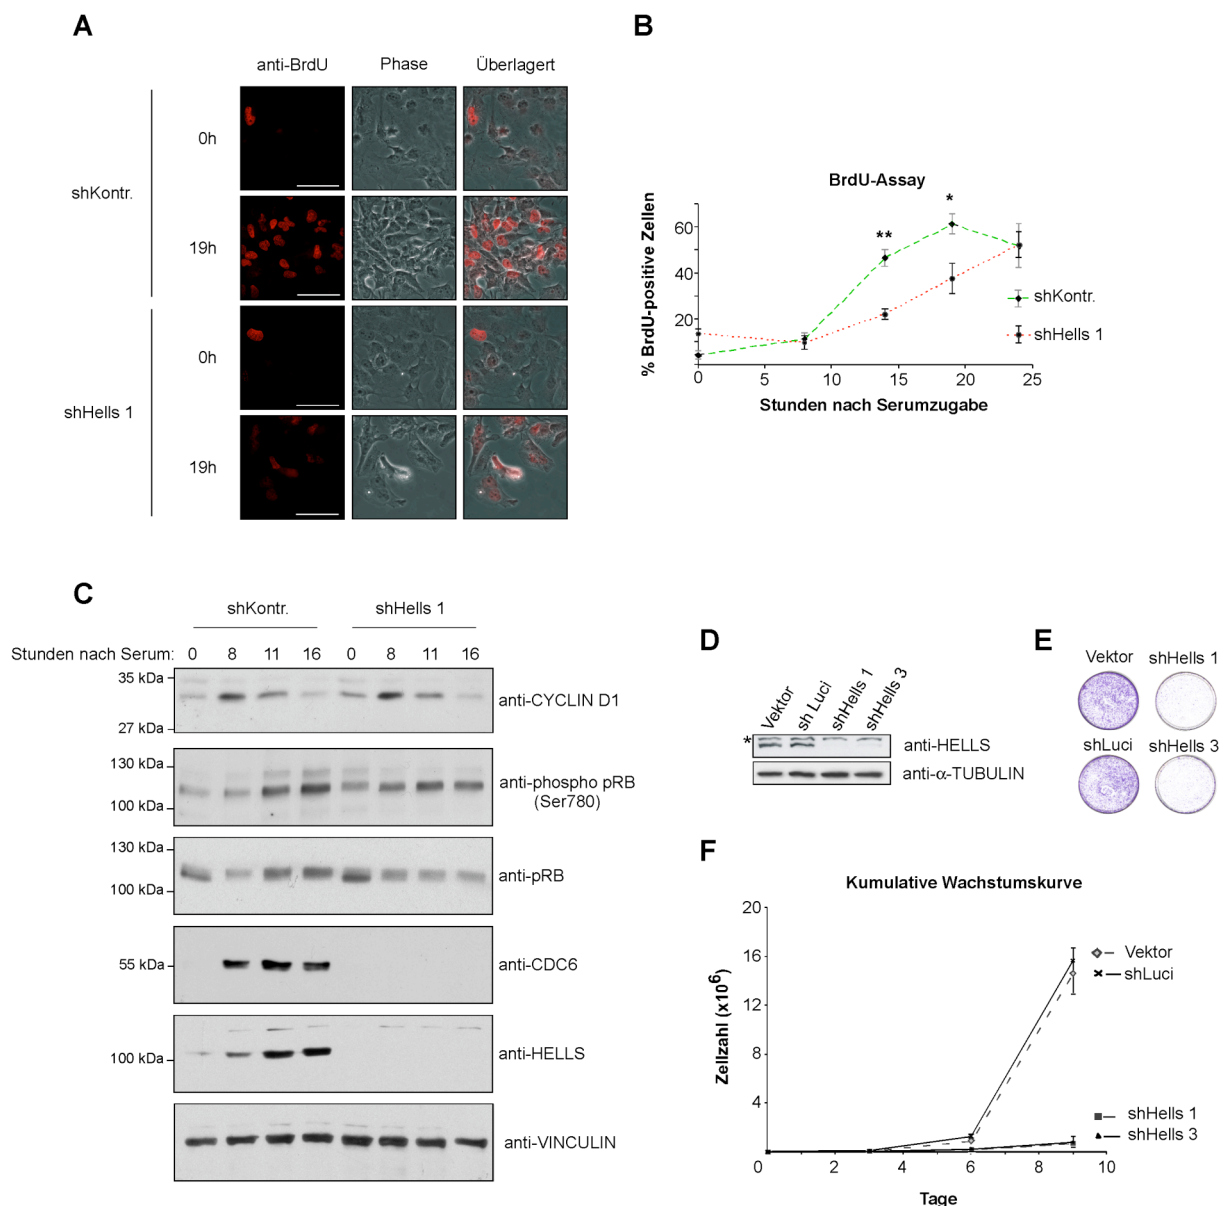 A
anti-BrdU Phase Überlagert
shKontr.
0h
19h
shHells 1
0h
19h
B
BrdU-Assay
% BrdU-positive Zellen
60
40
20
0 5 10 15 20 25
Stunden nach Serumzugabe
** *
shKontr.
shHells 1
C
shKontr. shHells 1
Stunden nach Serum: 0 8 11 16 0 8 11 16
35 kDa
27 kDa
anti-CYCLIN D1
130 kDa
100 kDa
anti-phospho pRB
(Ser780)
130 kDa
100 kDa
anti-pRB
55 kDa
anti-CDC6
100 kDa
anti-HELLS
anti-VINCULIN
D
Vektor sh Luci shHells 1 shHells 3
*
anti-HELLS
anti-α-TUBULIN
E
Vektor shHells 1
shLuci shHells 3
F
Kumulative Wachstumskurve
Zellzahl (x10⁶)
20
16
12
8
4
0 2 4 6 8 10
Tage
Vektor
shLuci
shHells 1
shHells 3